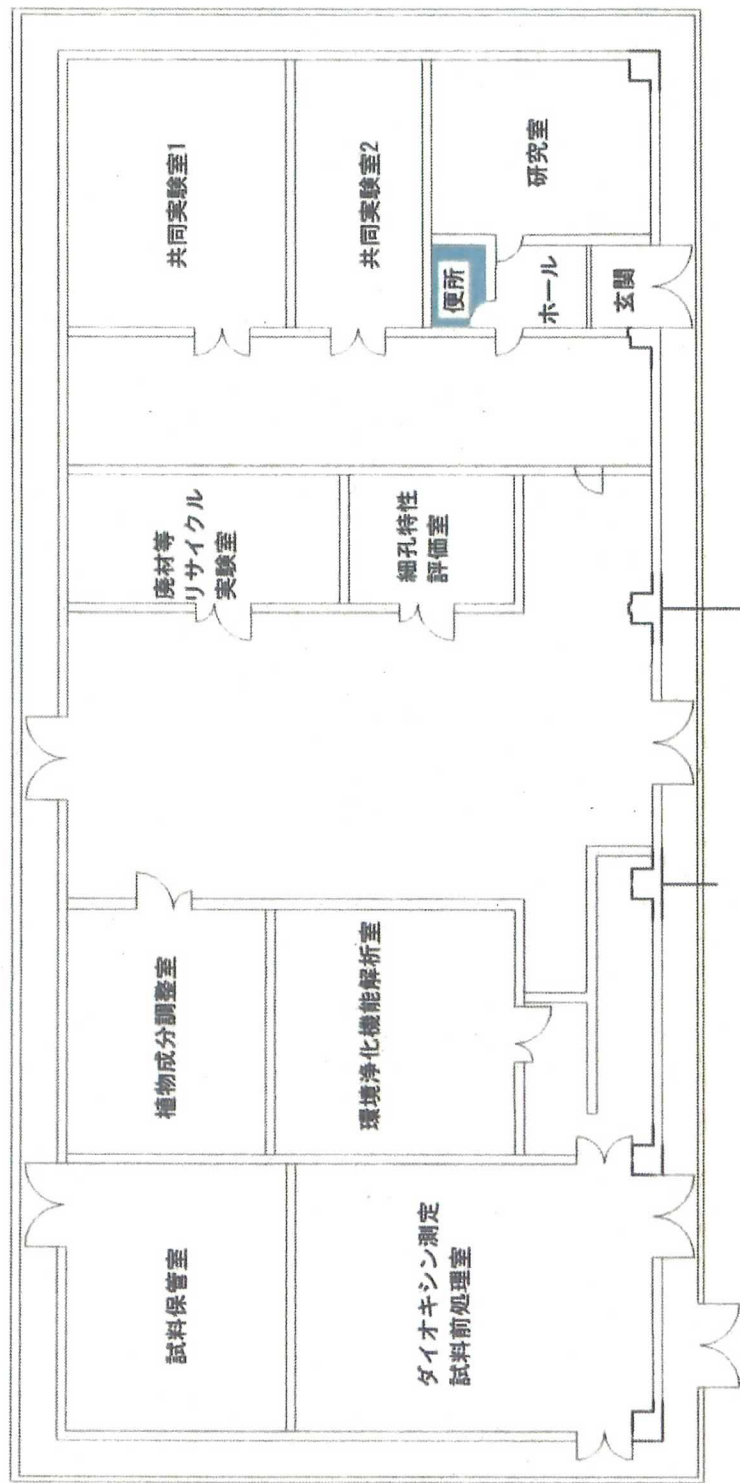 試料保管室
植物成分調整室
廃材等
リサイクル
実験室
共同実験室1
ダイオキシン測定
試料前処理室
環境浄化機能解析室
細孔特性
評価室
共同実験室2
便所
研究室
ホール
玄関